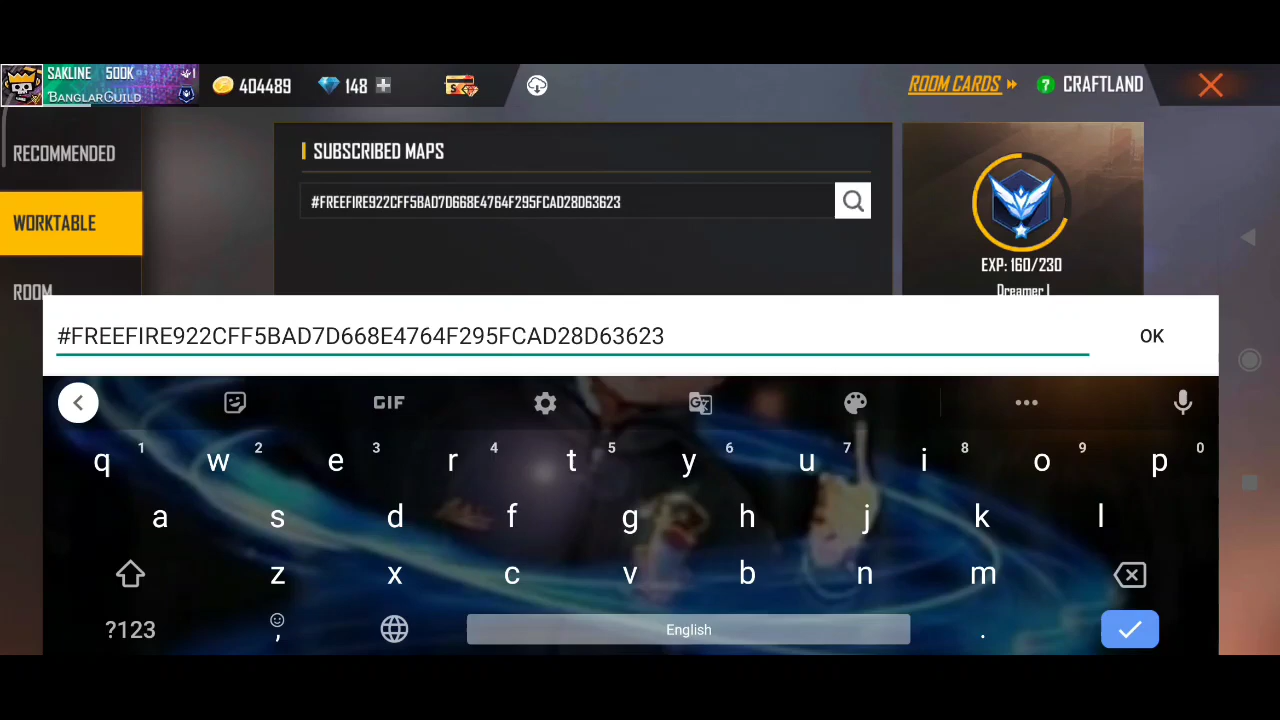 SAKLINE 500K
BANGLARGUILD
404489
148
ROOM CARDS
?
CRAFTLAND
RECOMMENDED
WORKTABLE
ROOM
SUBSCRIBED MAPS
#FREEFIRE922CFF5BAD7D668E4764F295FCAD28D63623
EXP: 160/230
Dreamer I
#FREEFIRE922CFF5BAD7D668E4764F295FCAD28D63623
OK
GIF
1 2 3 4 5 6 7 8 9 0
q w e r t y u i o p
a s d f g h j k l
z x c v b n m
?123 , English .